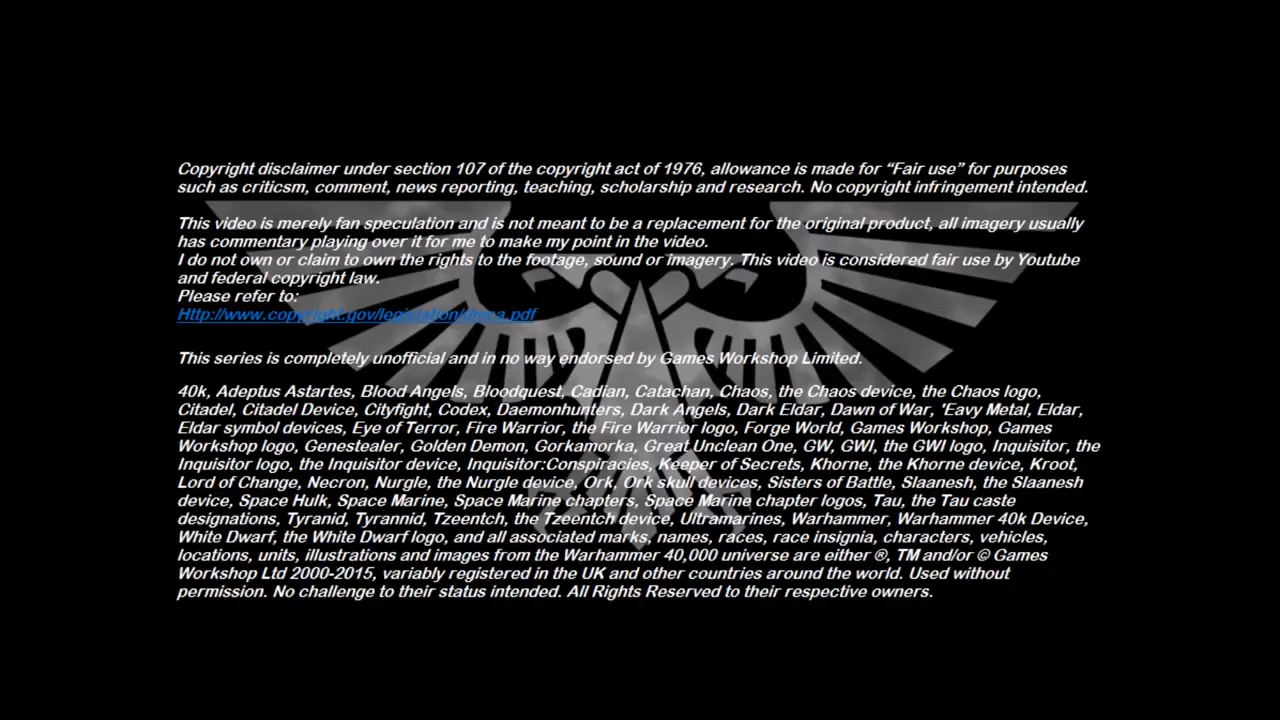 Copyright disclaimer under section 107 of the copyright act of 1976, allowance is made for “Fair use” for purposes
such as criticsm, comment, news reporting, teaching, scholarship and research. No copyright infringement intended.
This video is merely fan speculation and is not meant to be a replacement for the original product, all imagery usually
has commentary playing over it for me to make my point in the video.
I do not own or claim to own the rights to the footage, sound or imagery. This video is considered fair use by Youtube
and federal copyright law.
Please refer to:
Http://www.copyright.gov/legislation/dmca.pdf
This series is completely unofficial and in no way endorsed by Games Workshop Limited.
40k, Adeptus Astartes, Blood Angels, Bloodquest, Cadian, Catachan, Chaos, the Chaos device, the Chaos logo,
Citadel, Citadel Device, Cityfight, Codex, Daemonhunters, Dark Angels, Dark Eldar, Dawn of War, 'Eavy Metal, Eldar,
Eldar symbol devices, Eye of Terror, Fire Warrior, the Fire Warrior logo, Forge World, Games Workshop, Games
Workshop logo, Genestealer, Golden Demon, Gorkamorka, Great Unclean One, GW, GWI, the GWI logo, Inquisitor, the
Inquisitor logo, the Inquisitor device, Inquisitor:Conspiracies, Keeper of Secrets, Khorne, the Khorne device, Kroot,
Lord of Change, Necron, Nurgle, the Nurgle device, Ork, Ork skull devices, Sisters of Battle, Slaanesh, the Slaanesh
device, Space Hulk, Space Marine, Space Marine chapters, Space Marine chapter logos, Tau, the Tau caste
designations, Tyranid, Tyrannid, Tzeentch, the Tzeentch device, Ultramarines, Warhammer, Warhammer 40k Device,
White Dwarf, the White Dwarf logo, and all associated marks, names, races, race insignia, characters, vehicles,
locations, units, illustrations and images from the Warhammer 40,000 universe are either ®, TM and/or © Games
Workshop Ltd 2000-2015, variably registered in the UK and other countries around the world. Used without
permission. No challenge to their status intended. All Rights Reserved to their respective owners.